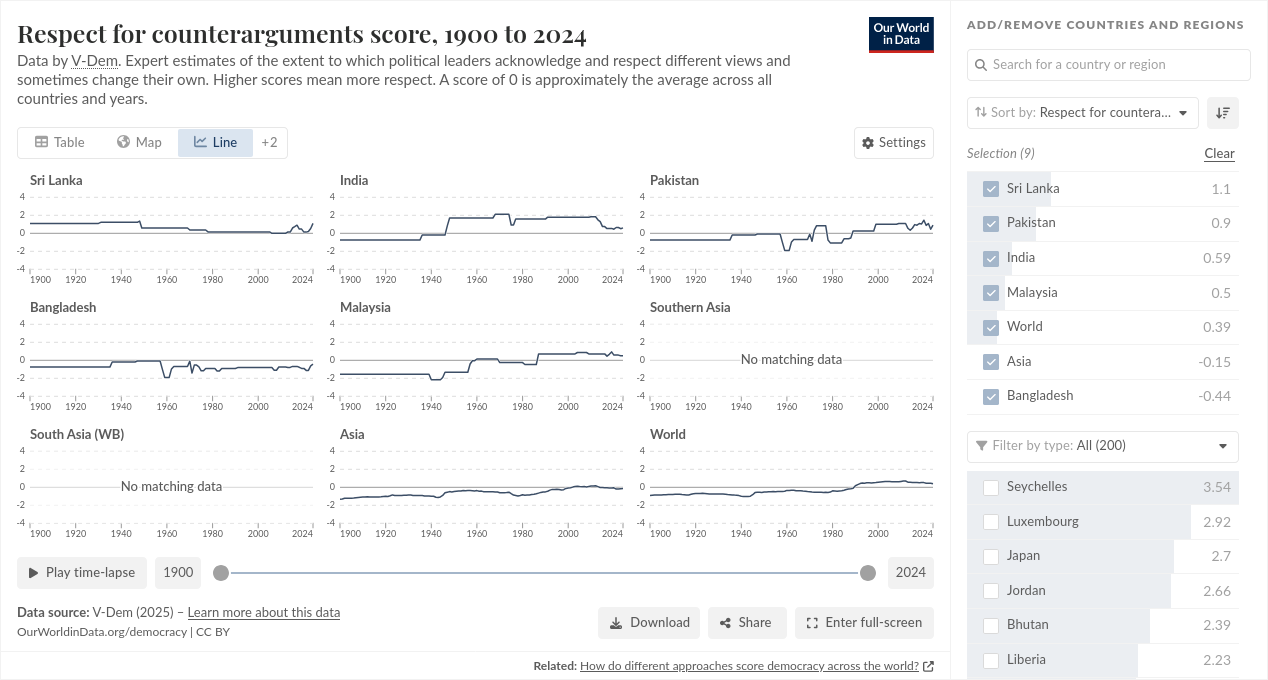 Respect for counterarguments score, 1900 to 2024
Our World
in Data
Data by V-Dem. Expert estimates of the extent to which political leaders acknowledge and respect different views and
sometimes change their own. Higher scores mean more respect. A score of 0 is approximately the average across all
countries and years.
Table
Map
Line
+2
Settings
Sri Lanka
4
2
0
-2
-4
1900 1920 1940 1960 1980 2000 2024
India
4
2
0
-2
-4
1900 1920 1940 1960 1980 2000 2024
Pakistan
4
2
0
-2
-4
1900 1920 1940 1960 1980 2000 2024
Bangladesh
4
2
0
-2
-4
1900 1920 1940 1960 1980 2000 2024
Malaysia
4
2
0
-2
-4
1900 1920 1940 1960 1980 2000 2024
Southern Asia
4
2
0
-2
-4
No matching data
1900 1920 1940 1960 1980 2000 2024
South Asia (WB)
4
2
0
-2
-4
No matching data
1900 1920 1940 1960 1980 2000 2024
Asia
4
2
0
-2
-4
1900 1920 1940 1960 1980 2000 2024
World
4
2
0
-2
-4
1900 1920 1940 1960 1980 2000 2024
Play time-lapse
1900
2024
Data source: V-Dem (2025) – Learn more about this data
OurWorldinData.org/democracy | CC BY
Download
Share
Enter full-screen
Related: How do different approaches score democracy across the world?
ADD/REMOVE COUNTRIES AND REGIONS
Search for a country or region
Sort by: Respect for countera...
Selection (9)
Clear
Sri Lanka 1.1
Pakistan 0.9
India 0.59
Malaysia 0.5
World 0.39
Asia -0.15
Bangladesh -0.44
Filter by type: All (200)
Seychelles 3.54
Luxembourg 2.92
Japan 2.7
Jordan 2.66
Bhutan 2.39
Liberia 2.23